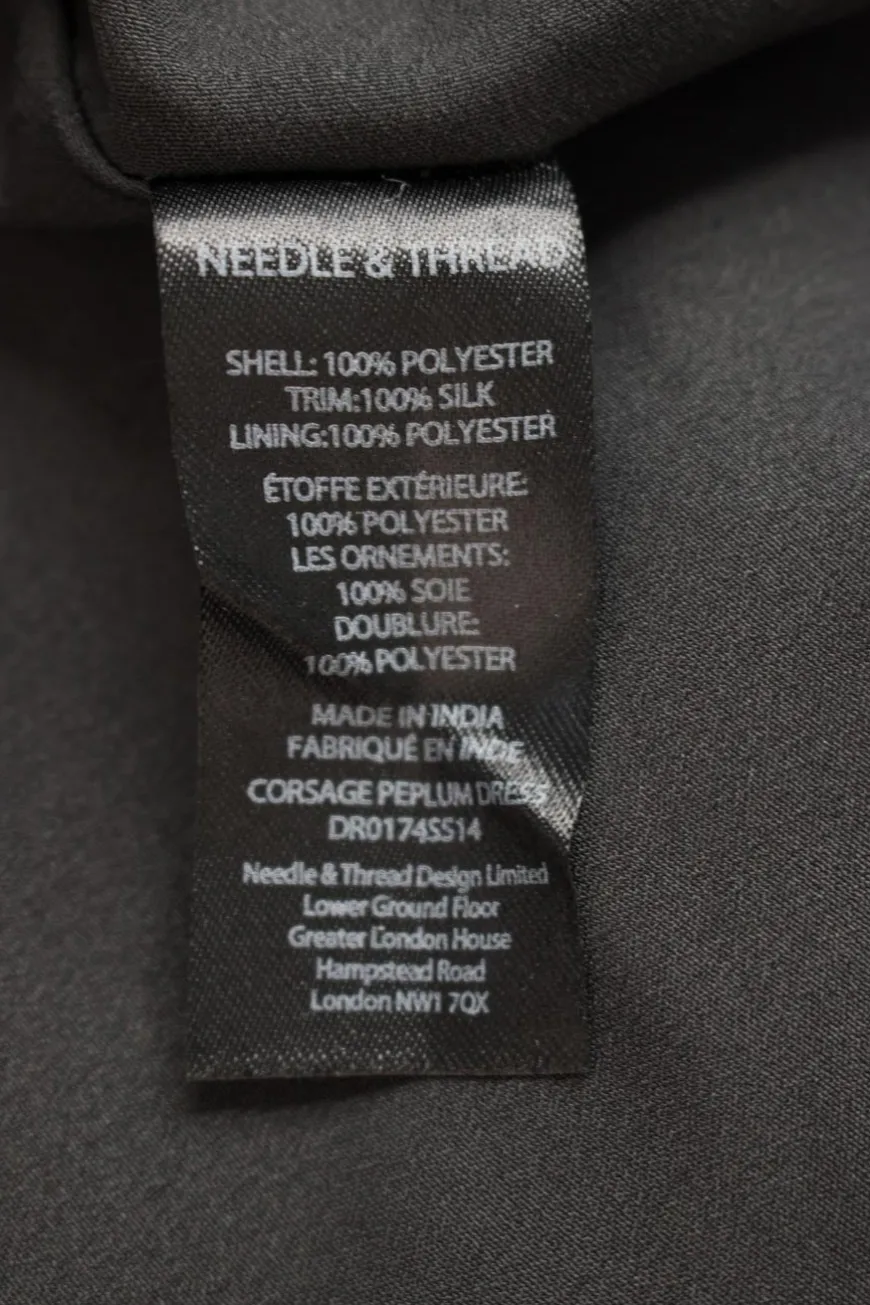 NEEDLE & THREAD
SHELL: 100% POLYESTER
TRIM:100% SILK
LINING:100% POLYESTER
ÉTOFFE EXTÉRIEURE:
100% POLYESTER
LES ORNEMENTS:
100% SOIE
DOUBLURE:
100% POLYESTER
MADE IN INDIA
FABRIQUÉ EN INDE
CORSAGE PEPLUM DRESS
DR0174SS14
Needle & Thread Design Limited
Lower Ground Floor
Greater London House
Hampstead Road
London NW1 7QX